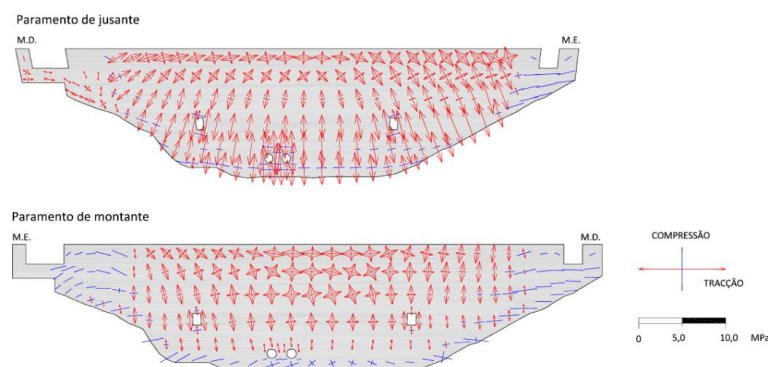 Paramento de jusante
M.D.
M.E.
Paramento de montante
M.E.
M.D.
COMPRESSÃO
TRACÇÃO
0 5,0 10,0 MPa